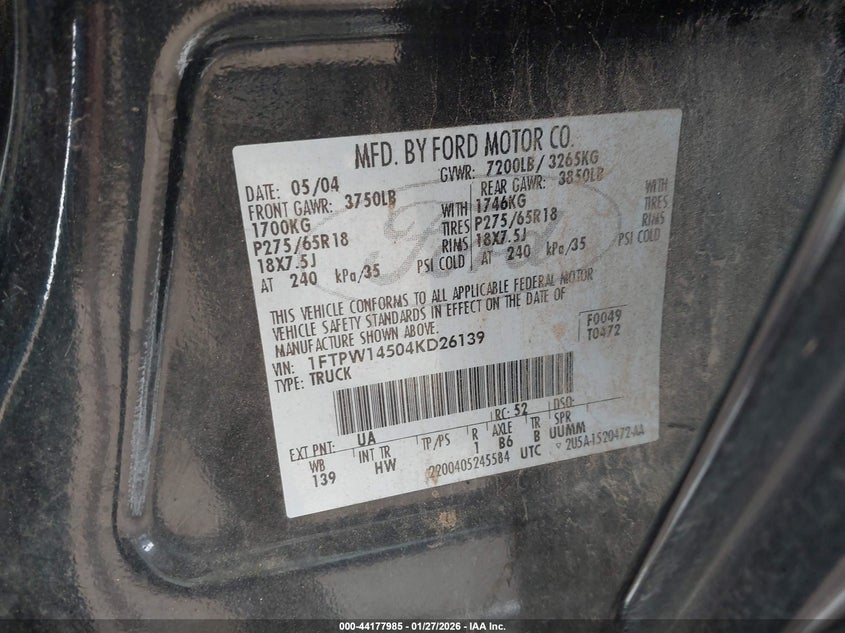 MFD. BY FORD MOTOR CO.
DATE: 05/04 GVWR: 7200LB/ 3265KG
FRONT GAWR: 3750LB REAR GAWR: 3850LB
1700KG WITH 1746KG WITH
P275/65R18 TIRES P275/65R18 TIRES
18X7.5J RIMS 18X7.5J RIMS
AT 240 kPa/35 PSI COLD AT 240 kPa/35 PSI COLD
Ford
THIS VEHICLE CONFORMS TO ALL APPLICABLE FEDERAL MOTOR
VEHICLE SAFETY STANDARDS IN EFFECT ON THE DATE OF
MANUFACTURE SHOWN ABOVE.
VIN: 1FTPW14504KD26139
TYPE: TRUCK
F0049
T0472
EXT PNT: UA RC: 52 DSO:
WB INT TR TP/PS R AXLE TR SPR
139 HW 1 B6 B UUMM
2200405245584 UTC 2U5A-1520472-AA
000-44177985 | 01/27/2026 | IAA Inc.